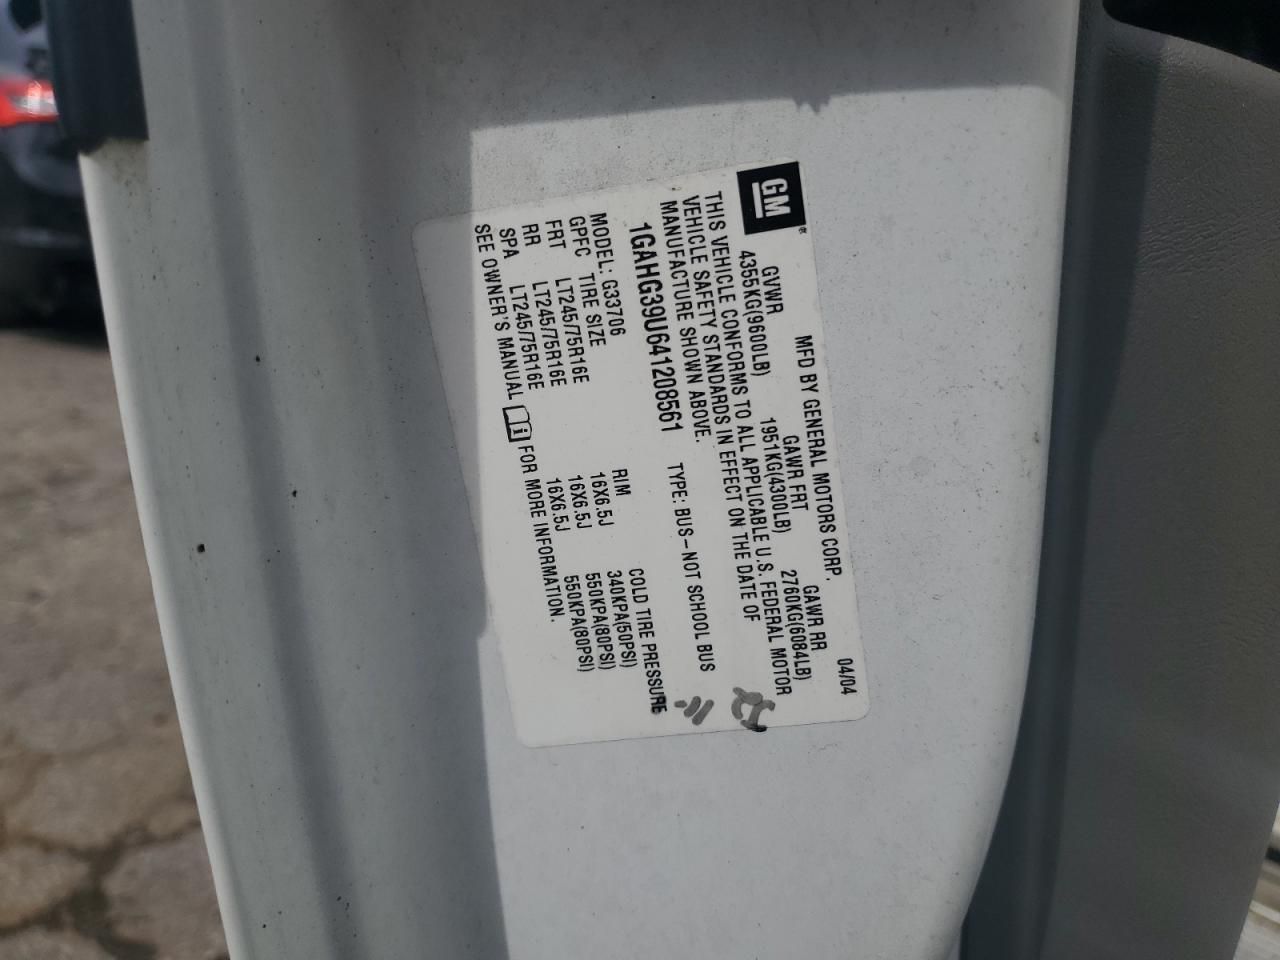 GM
MFD BY GENERAL MOTORS CORP. 04/04
GVWR GAWR FRT GAWR RR
4355KG(9600LB) 1951KG(4300LB) 2760KG(6084LB)
THIS VEHICLE CONFORMS TO ALL APPLICABLE U.S. FEDERAL MOTOR
VEHICLE SAFETY STANDARDS IN EFFECT ON THE DATE OF
MANUFACTURE SHOWN ABOVE.
1GAHG39U641208561 TYPE: BUS-NOT SCHOOL BUS
MODEL: G33706
GPFC TIRE SIZE RIM COLD TIRE PRESSURE
FRT LT245/75R16E 16X6.5J 340KPA(50PSI)
RR LT245/75R16E 16X6.5J 550KPA(80PSI)
SPA LT245/75R16E 16X6.5J 550KPA(80PSI)
SEE OWNER'S MANUAL FOR MORE INFORMATION.